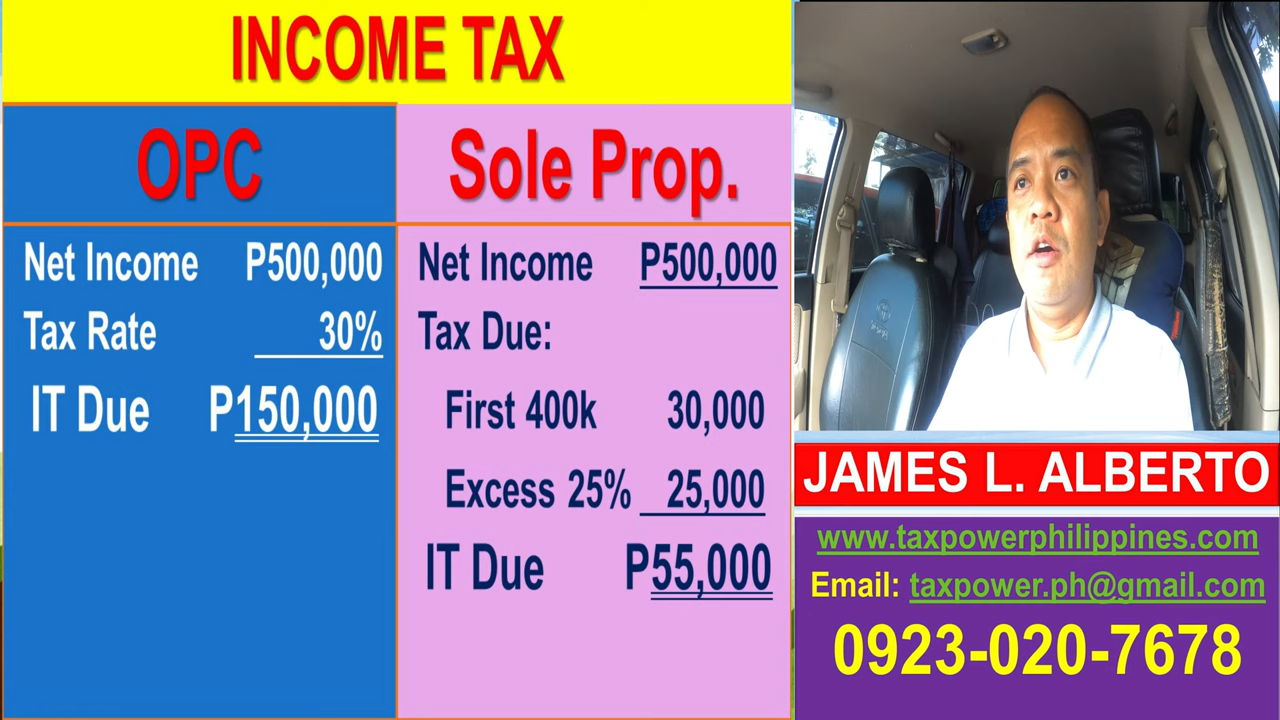 INCOME TAX
OPC
Net Income P500,000
Tax Rate 30%
IT Due P150,000
Sole Prop.
Net Income P500,000
Tax Due:
First 400k 30,000
Excess 25% 25,000
IT Due P55,000
JAMES L. ALBERTO
www.taxpowerphilippines.com
Email: taxpower.ph@gmail.com
0923-020-7678